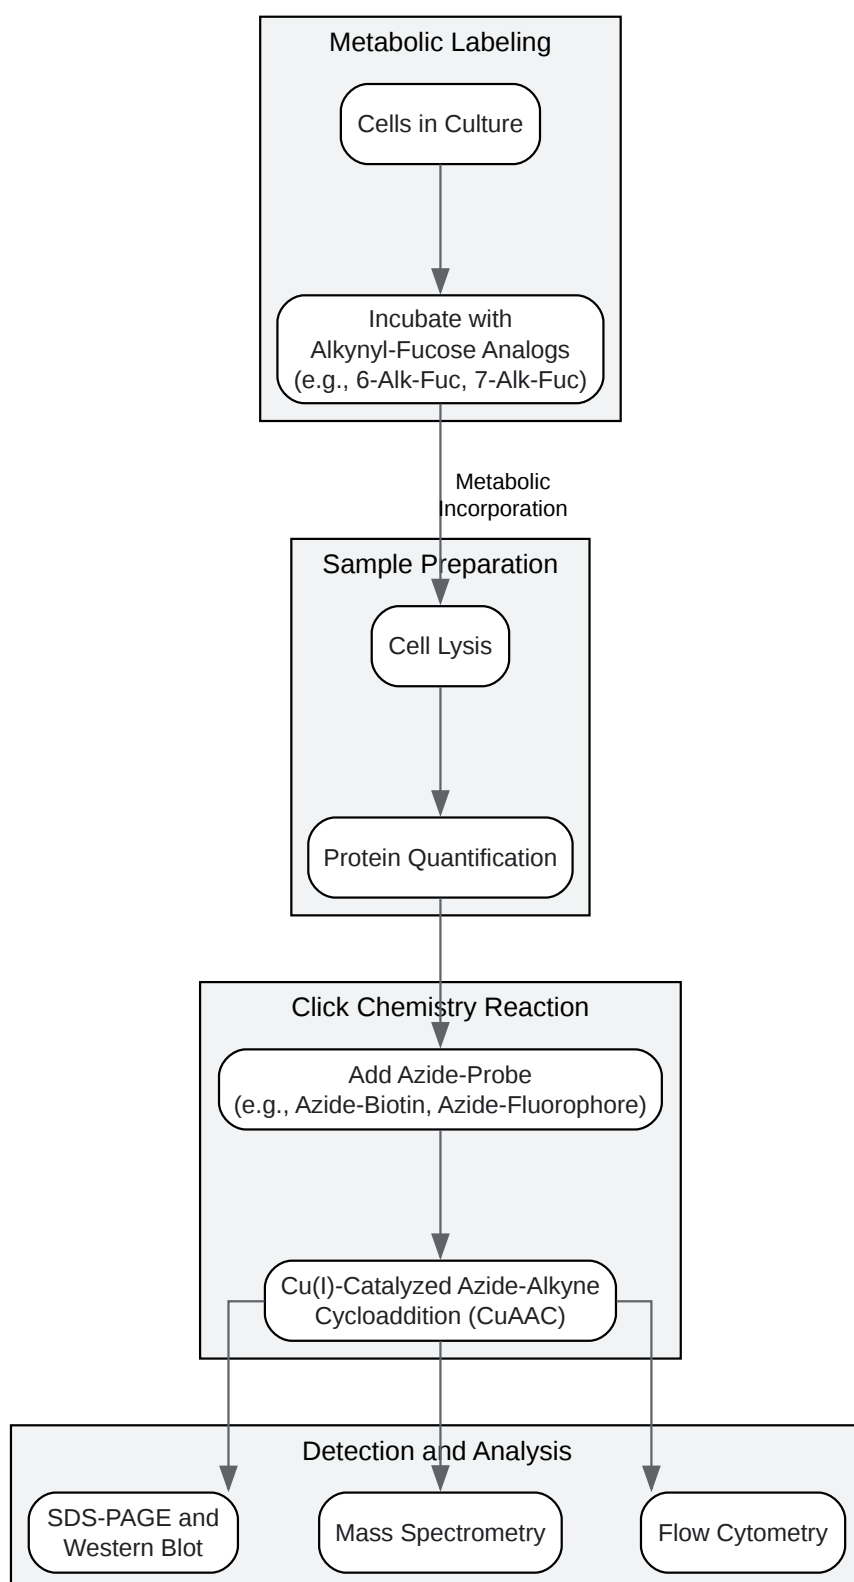 Metabolic Labeling
Cells in Culture
Incubate with
Alkynyl-Fucose Analogs
(e.g., 6-Alk-Fuc, 7-Alk-Fuc)
Metabolic
Incorporation
Sample Preparation
Cell Lysis
Protein Quantification
Click Chemistry Reaction
Add Azide-Probe
(e.g., Azide-Biotin, Azide-Fluorophore)
Cu(I)-Catalyzed Azide-Alkyne
Cycloaddition (CuAAC)
Detection and Analysis
SDS-PAGE and
Western Blot
Mass Spectrometry
Flow Cytometry